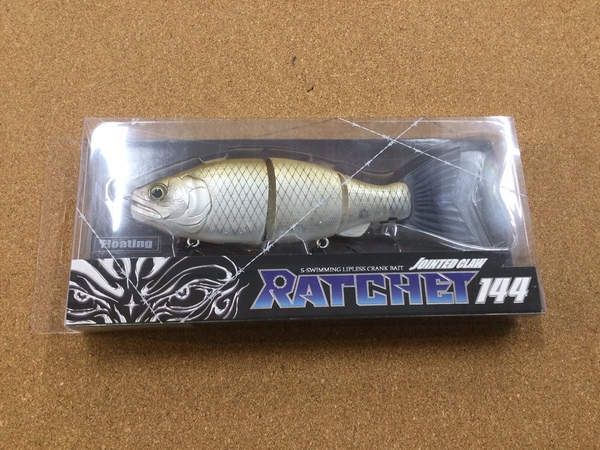 Floating
S-SWIMMING LIPLESS CRANK BAIT
JOINTED CLAW
RATCHET 144